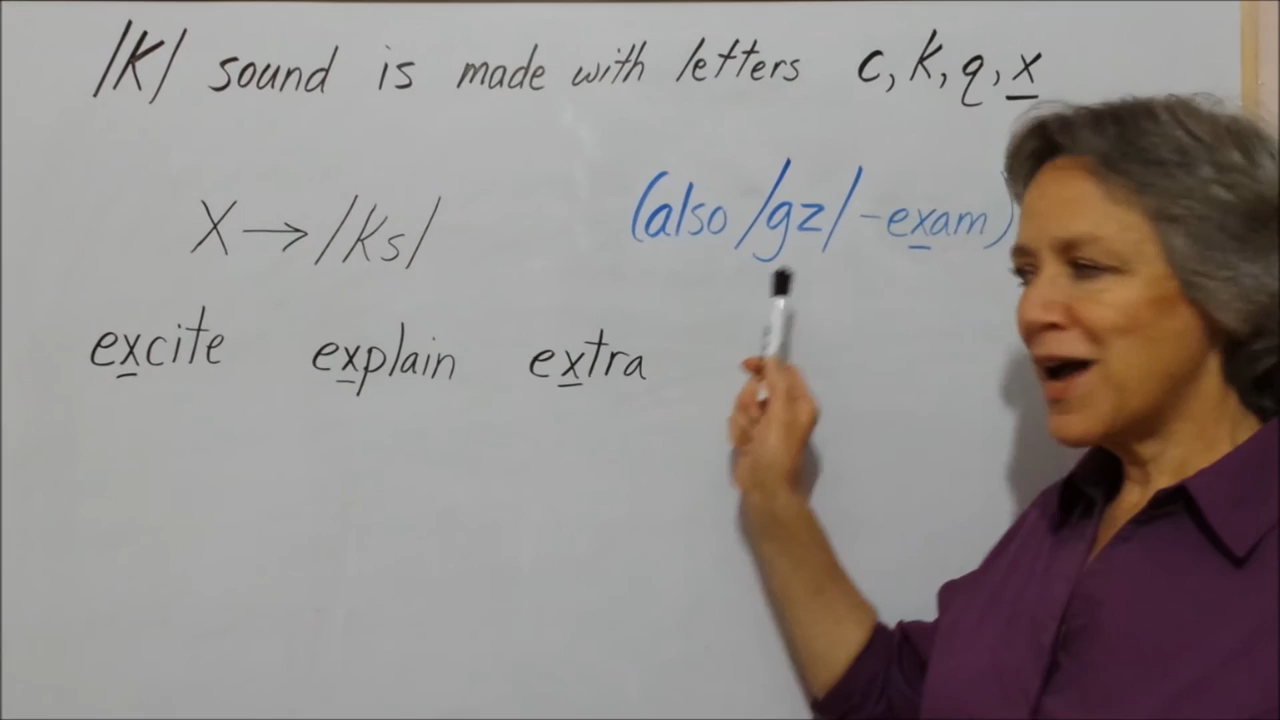 /K/ sound is made with letters c, k, q, x
X→/ks/ (also /gz/ -exam)
excite explain extra